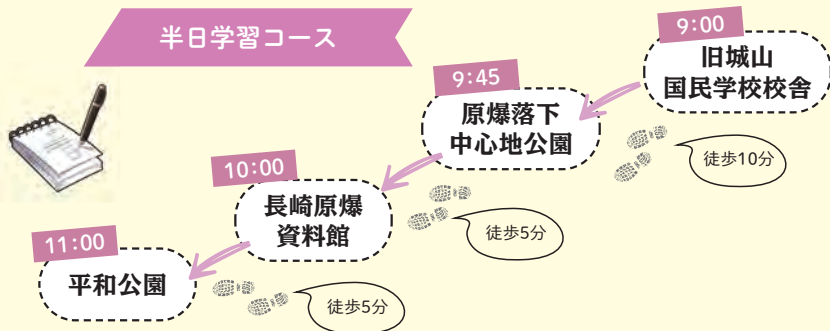 半日学習コース
9:00
旧城山
国民学校校舎
徒歩10分
9:45
原爆落下
中心地公園
徒歩5分
10:00
長崎原爆
資料館
徒歩5分
11:00
平和公園